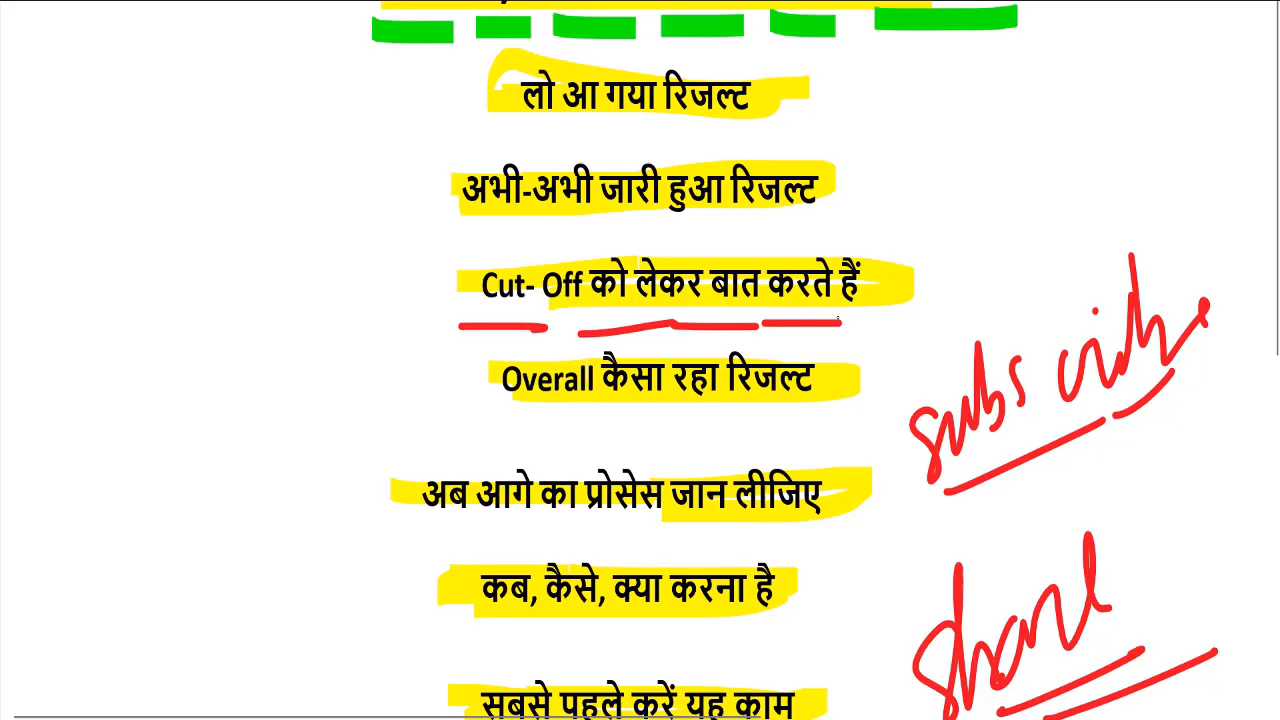 लो आ गया रिजल्ट
अभी-अभी जारी हुआ रिजल्ट
Cut- Off को लेकर बात करते हैं
Overall कैसा रहा रिजल्ट
subscribe
अब आगे का प्रोसेस जान लीजिए
कब, कैसे, क्या करना है
share
सबसे पहले करें यह काम